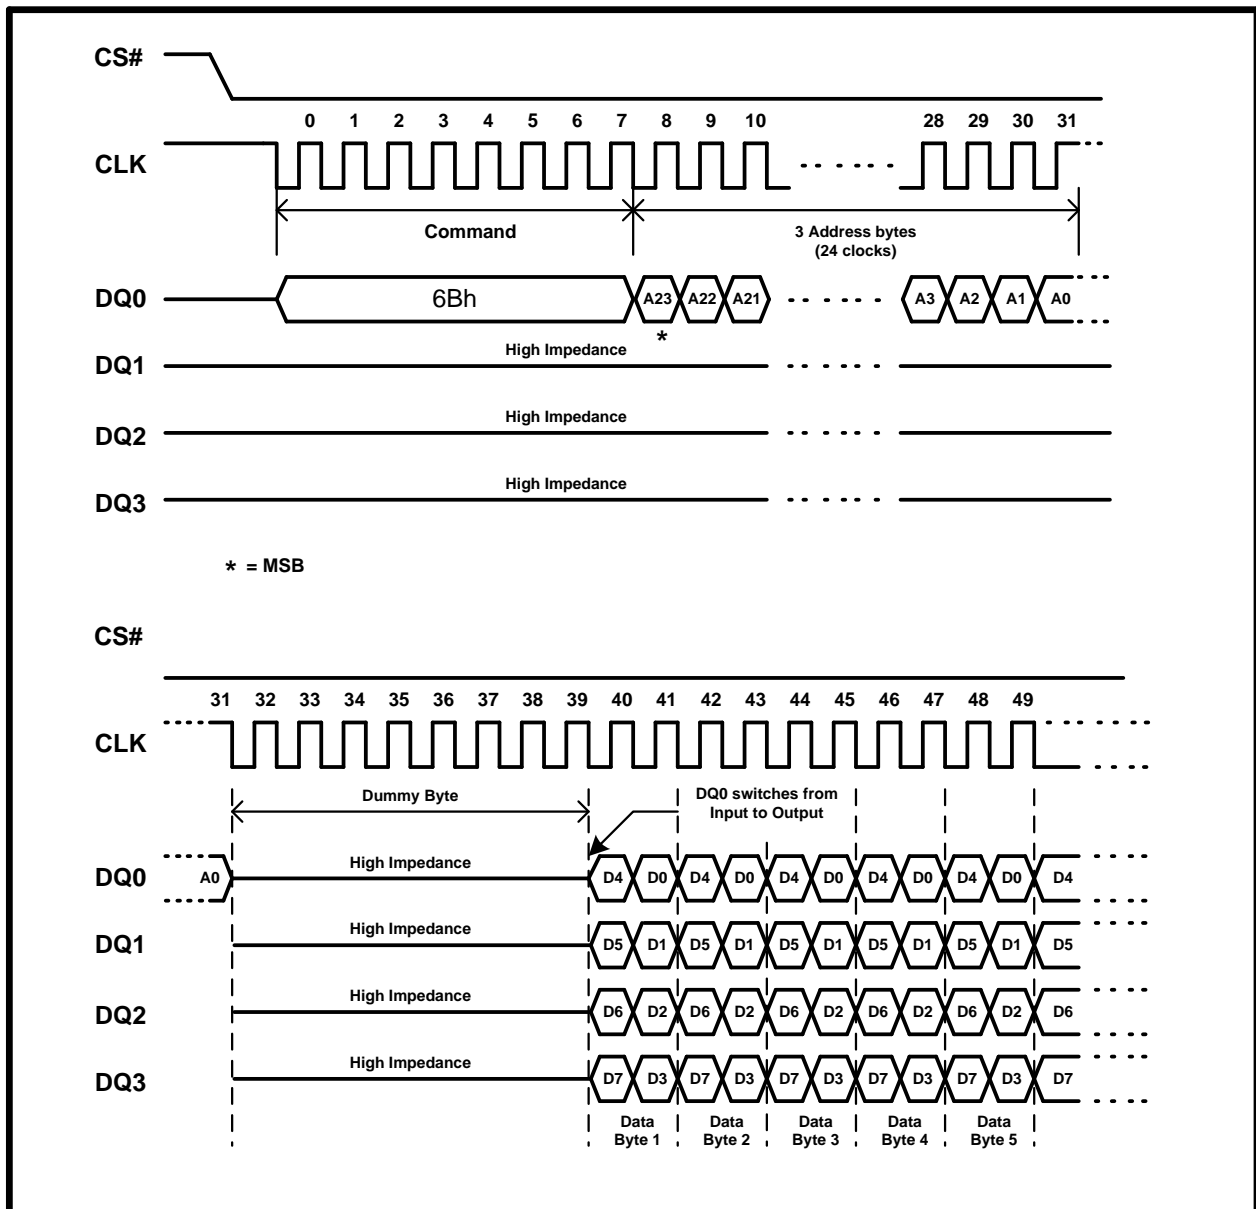 CS#
0 1 2 3 4 5 6 7 8 9 10 28 29 30 31
CLK
Command
3 Address bytes
(24 clocks)
DQ0 6Bh A23 A22 A21 A3 A2 A1 A0
*
High Impedance
DQ1
High Impedance
DQ2
High Impedance
DQ3
* = MSB
CS#
31 32 33 34 35 36 37 38 39 40 41 42 43 44 45 46 47 48 49
CLK
Dummy Byte
DQ0 switches from
Input to Output
High Impedance
DQ0 A0 D4 D0 D4 D0 D4 D0 D4 D0 D4 D0 D4
High Impedance
DQ1 D5 D1 D5 D1 D5 D1 D5 D1 D5 D1 D5
High Impedance
DQ2 D6 D2 D6 D2 D6 D2 D6 D2 D6 D2 D6
High Impedance
DQ3 D7 D3 D7 D3 D7 D3 D7 D3 D7 D3 D7
Data Data Data Data Data
Byte 1 Byte 2 Byte 3 Byte 4 Byte 5